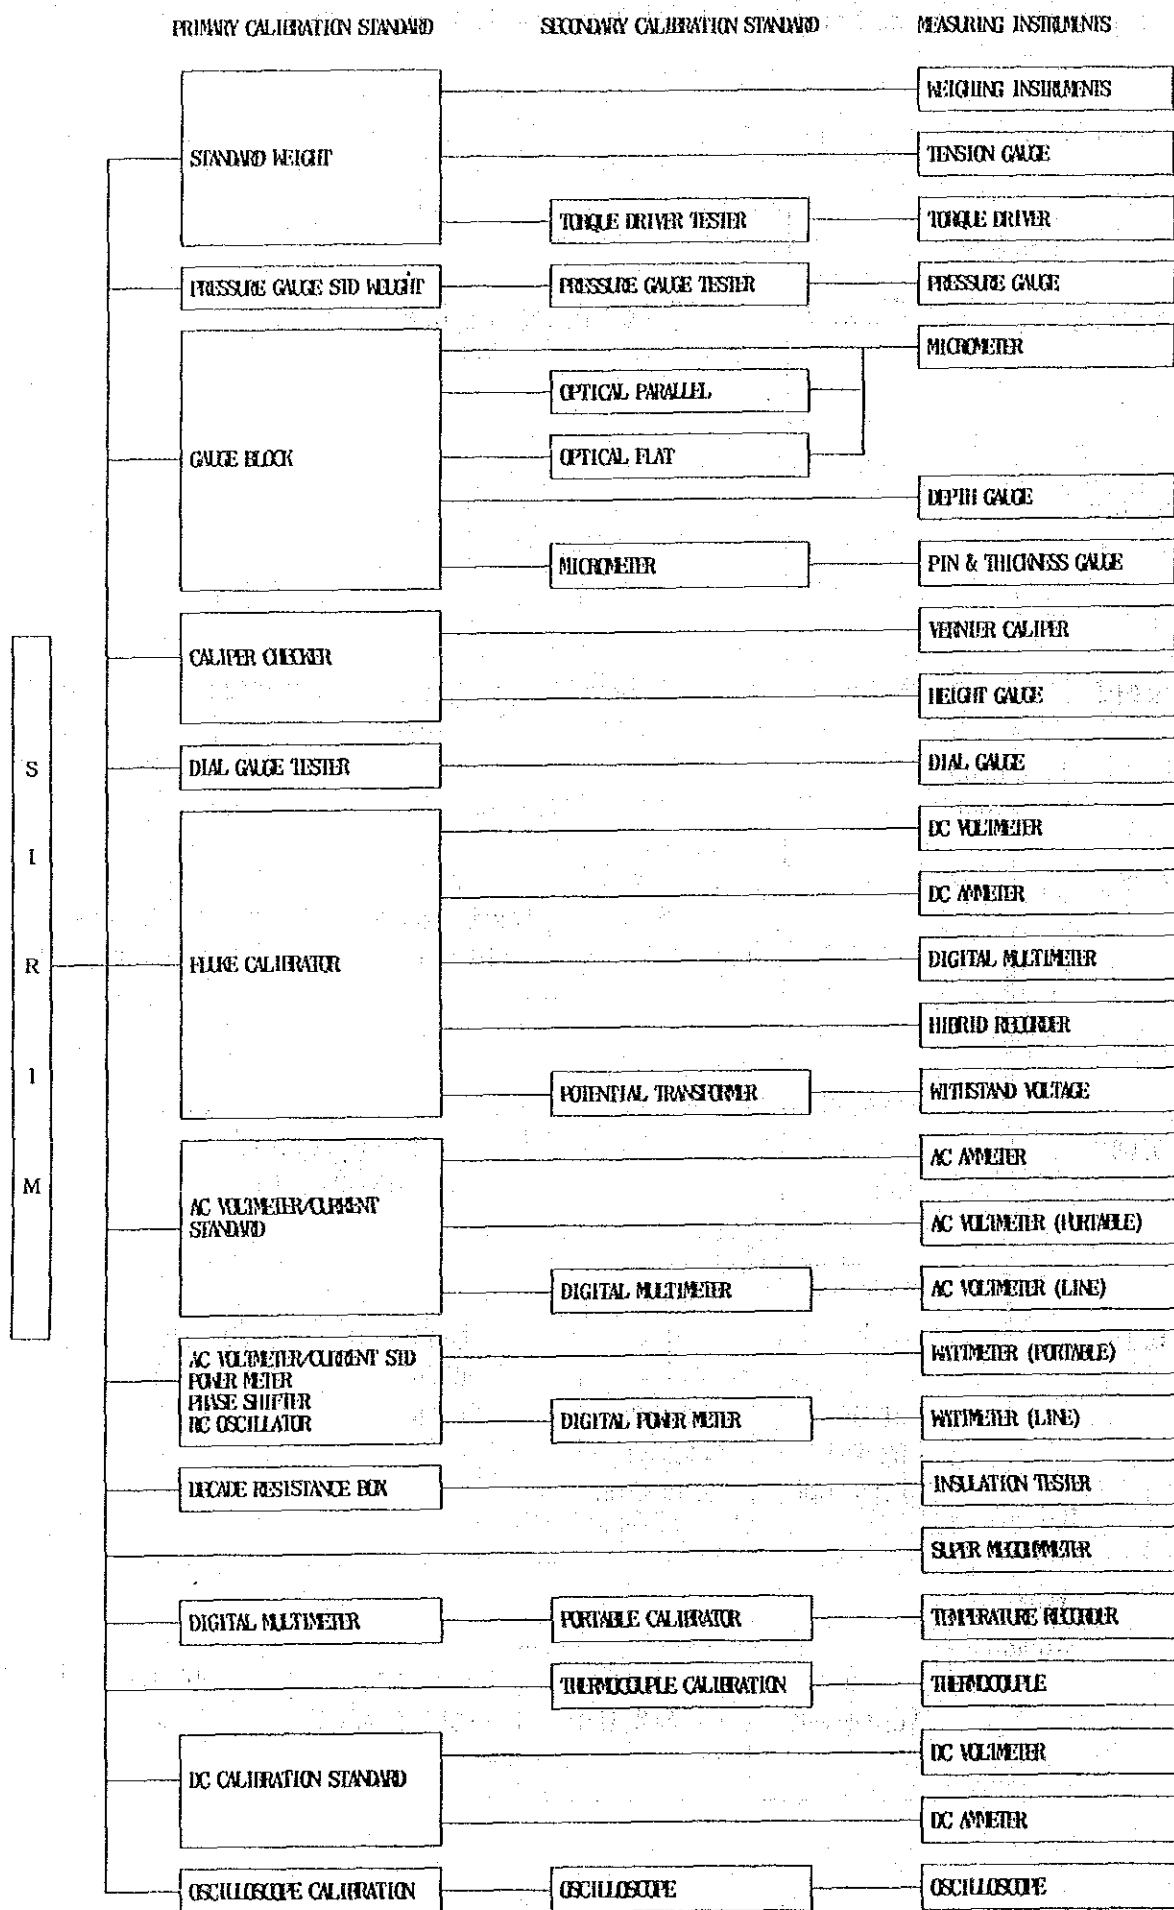 PRIMARY CALIBRATION STANDARD
SECONDARY CALIBRATION STANDARD
MEASURING INSTRUMENTS
WEIGHING INSTRUMENTS
STANDARD WEIGHT
TENSION GAUGE
TORQUE DRIVER TESTER
TORQUE DRIVER
PRESSURE GAUGE STD WEIGHT
PRESSURE GAUGE TESTER
PRESSURE GAUGE
MICROMETER
OPTICAL PARALLEL
GAUGE BLOCK
OPTICAL FLAT
DEPTH GAUGE
MICROMETER
PIN & THICKNESS GAUGE
VERNIER CALIPER
CALIPER CHECKER
HEIGHT GAUGE
DIAL GAUGE TESTER
DIAL GAUGE
S
I
R
I
M
DC VOLTMETER
DC AMMETER
FLUKE CALIBRATOR
DIGITAL MULTIMETER
HIBRID RECORDER
POTENTIAL TRANSFORMER
WITHSTAND VOLTAGE
AC AMMETER
AC VOLTMETER/CURRENT
STANDARD
AC VOLTMETER (PORTABLE)
DIGITAL MULTIMETER
AC VOLTMETER (LINE)
AC VOLTMETER/CURRENT STD
POWER METER
PHASE SHIFTER
RC OSCILLATOR
WATTMETER (PORTABLE)
DIGITAL POWER METER
WATTMETER (LINE)
DECADE RESISTANCE BOX
INSULATION TESTER
SUPER MEGOHMMETER
DIGITAL MULTIMETER
PORTABLE CALIBRATOR
TEMPERATURE RECORDER
THERMOCOUPLE CALIBRATION
THERMOCOUPLE
DC VOLTMETER
DC CALIBRATION STANDARD
DC AMMETER
OSCILLOSCOPE CALIBRATION
OSCILLOSCOPE
OSCILLOSCOPE